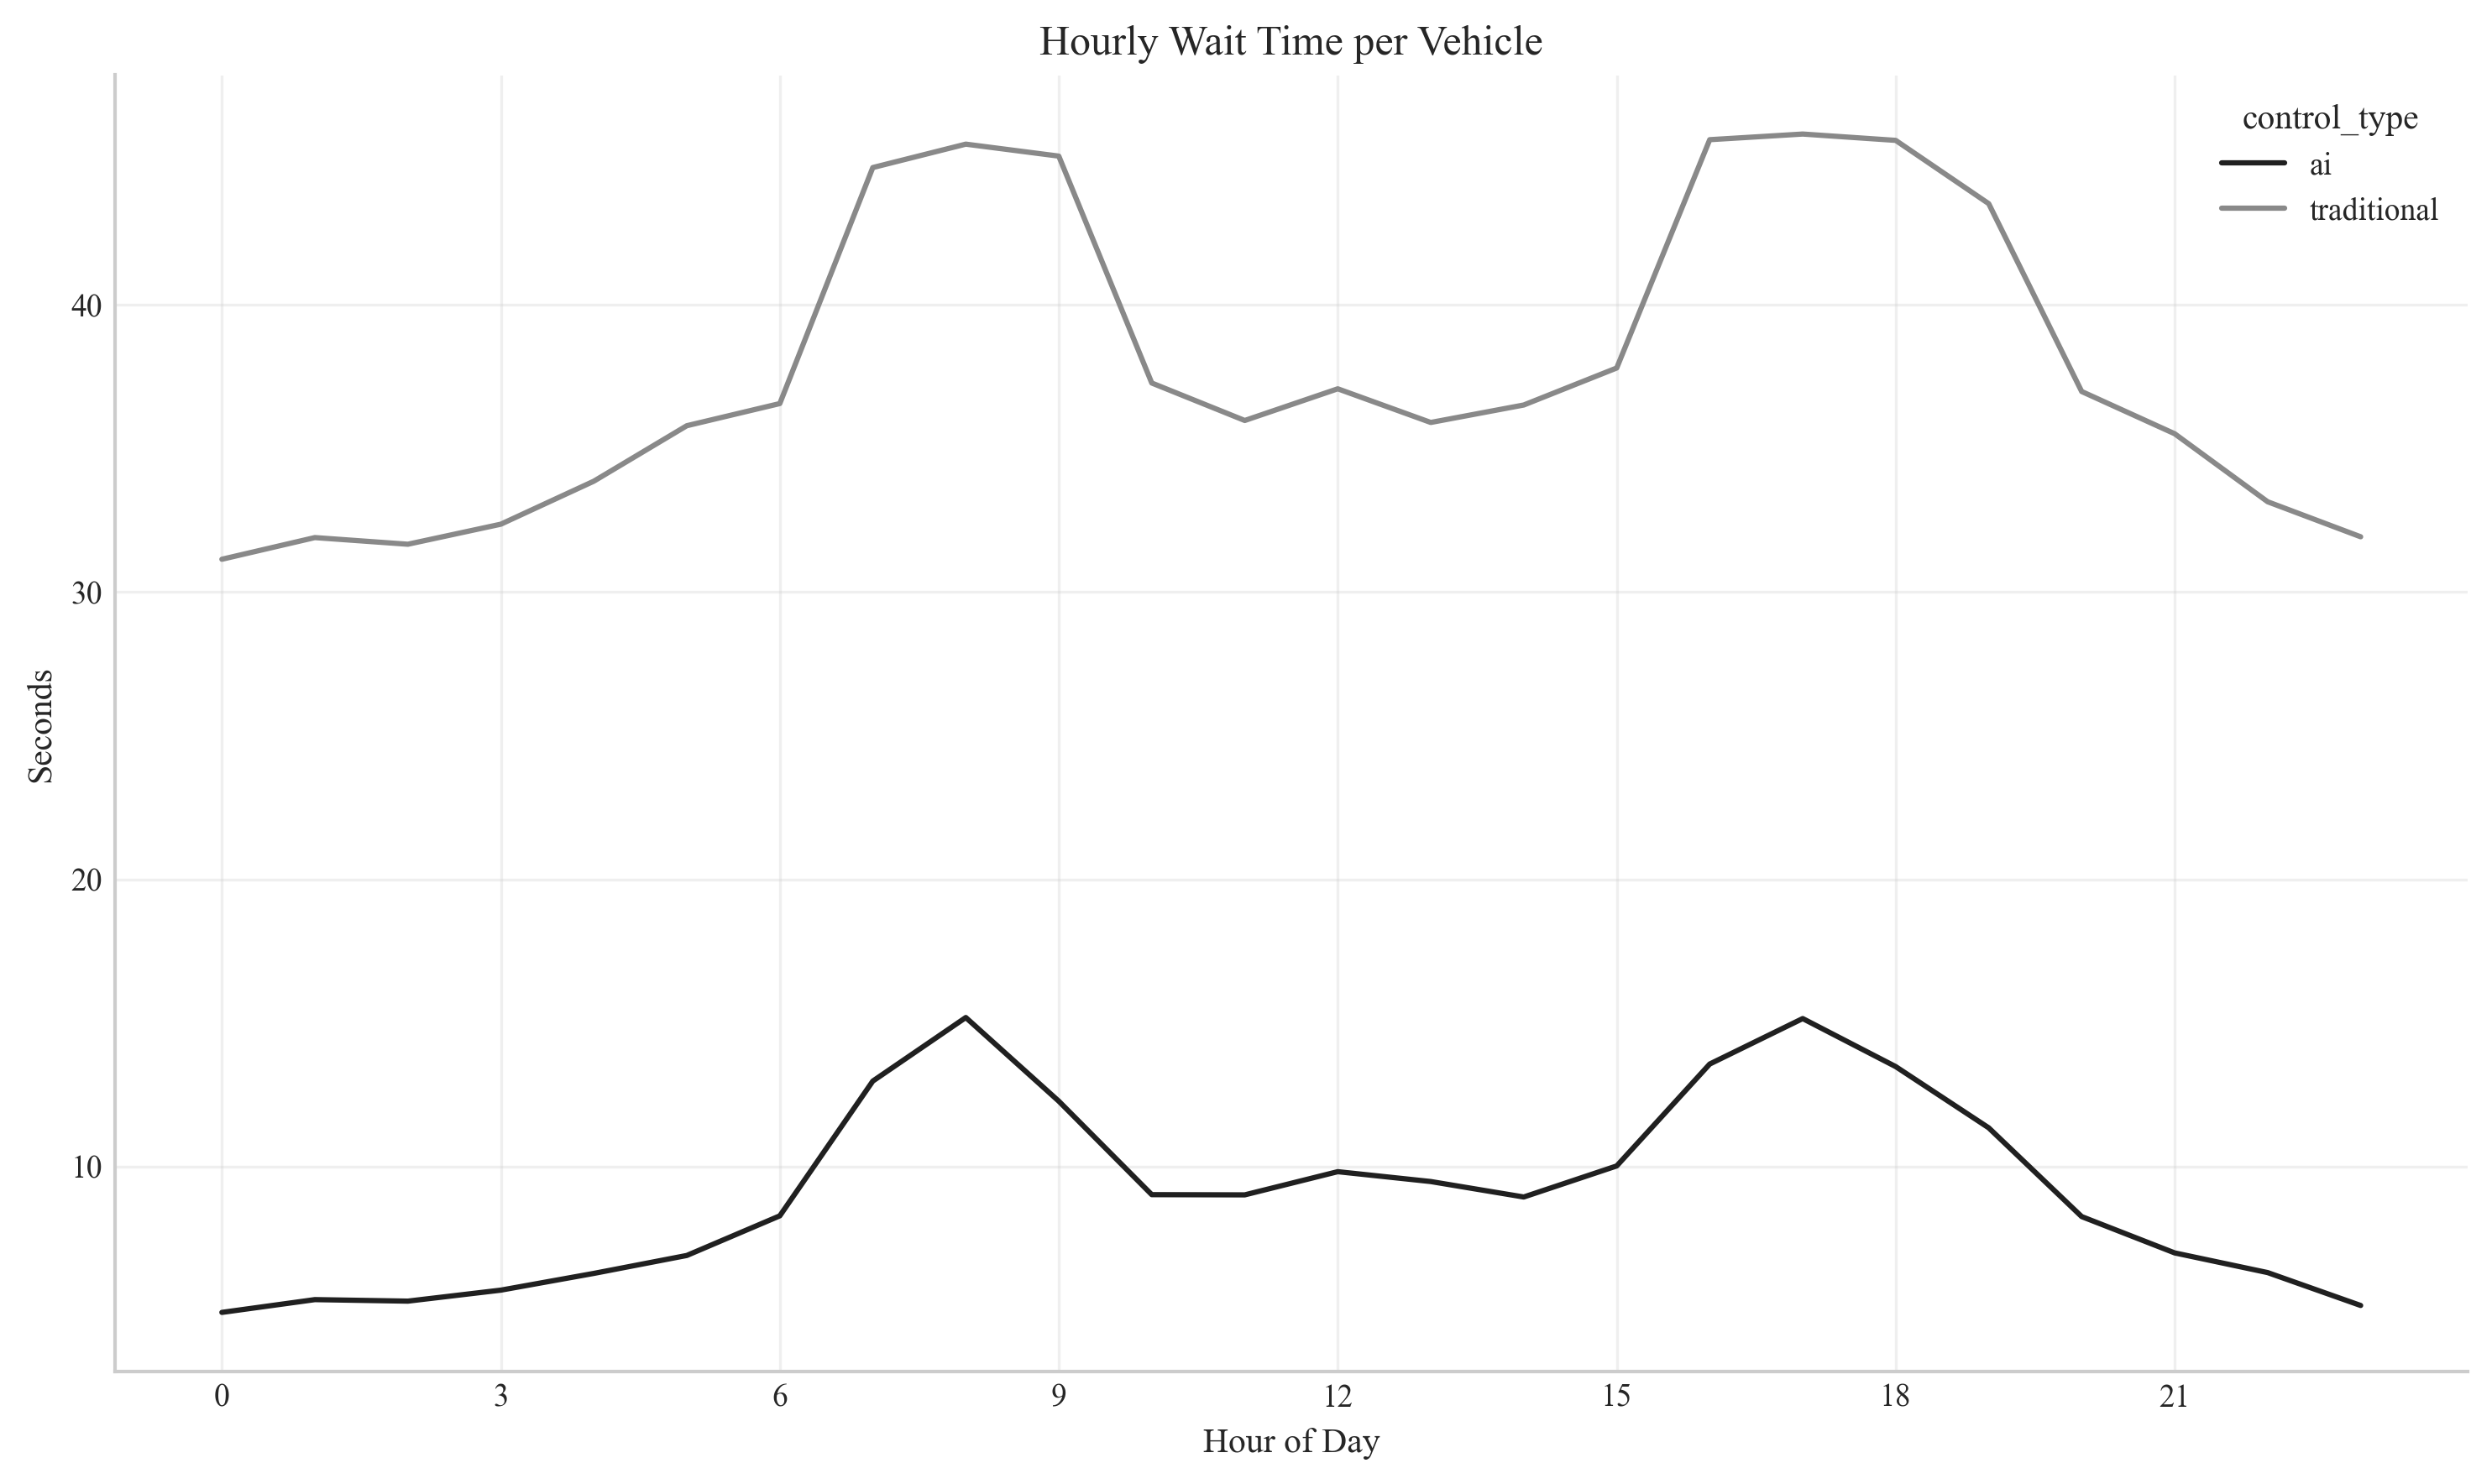 Hourly Wait Time per Vehicle
control_type
ai
traditional
40
30
20
10
Seconds
0 3 6 9 12 15 18 21
Hour of Day